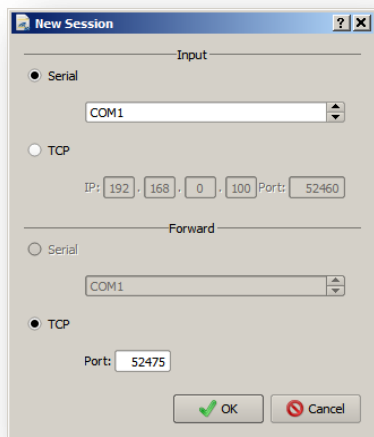 New Session
Input
Serial
COM1
TCP
IP: 192 . 168 . 0 . 100 Port: 52460
Forward
Serial
COM1
TCP
Port: 52475
OK Cancel